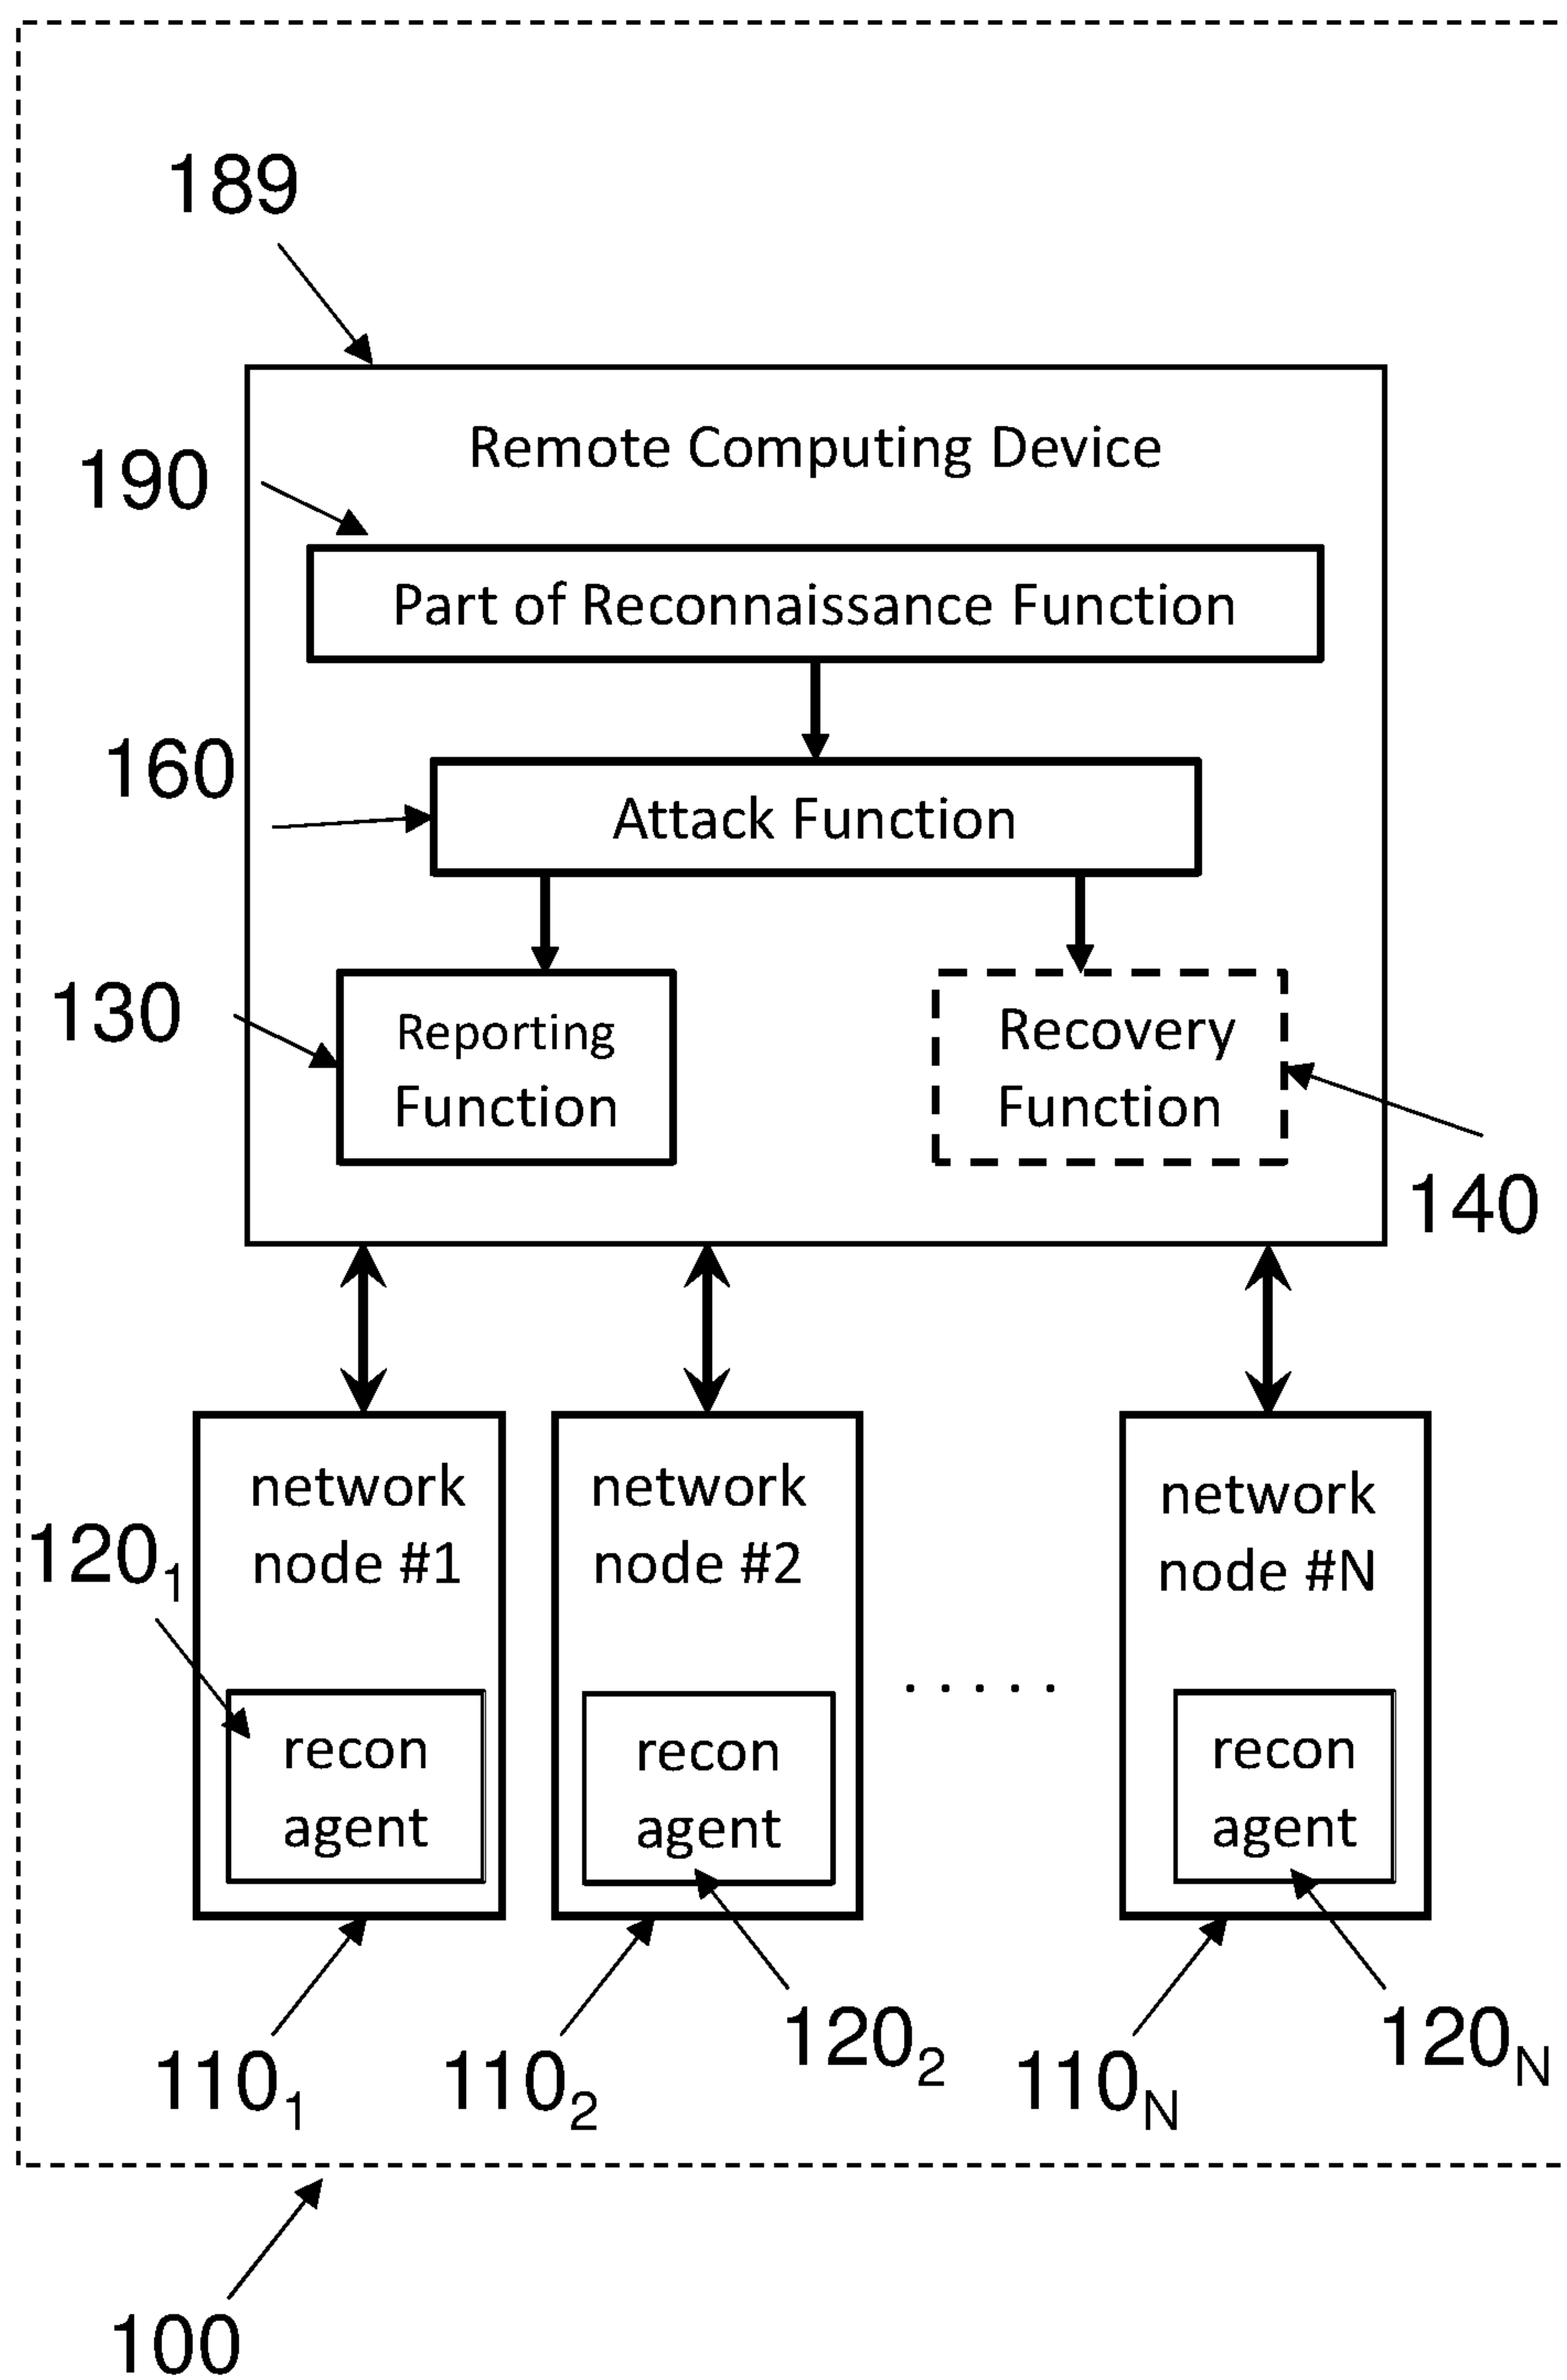 189
Remote Computing Device
190
Part of Reconnaissance Function
160
Attack Function
130
Reporting
Function
Recovery
Function
140
network
node #1
network
node #2
network
node #N
120₁
recon
agent
recon
agent
. . . . .
recon
agent
110₁
110₂
120₂
110N
120N
100